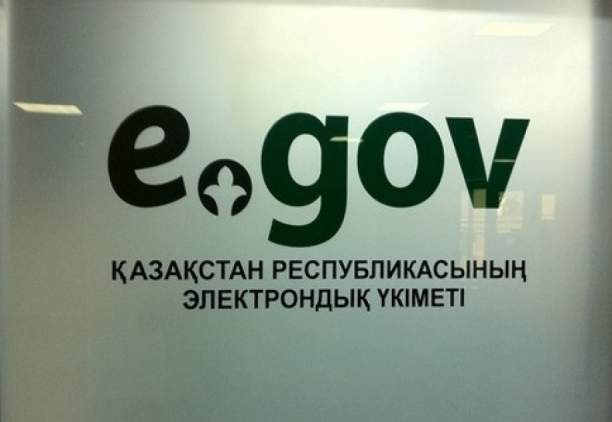 e.gov
ҚАЗАҚСТАН РЕСПУБЛИКАСЫНЫҢ
ЭЛЕКТРОНДЫҚ ҮКІМЕТІ